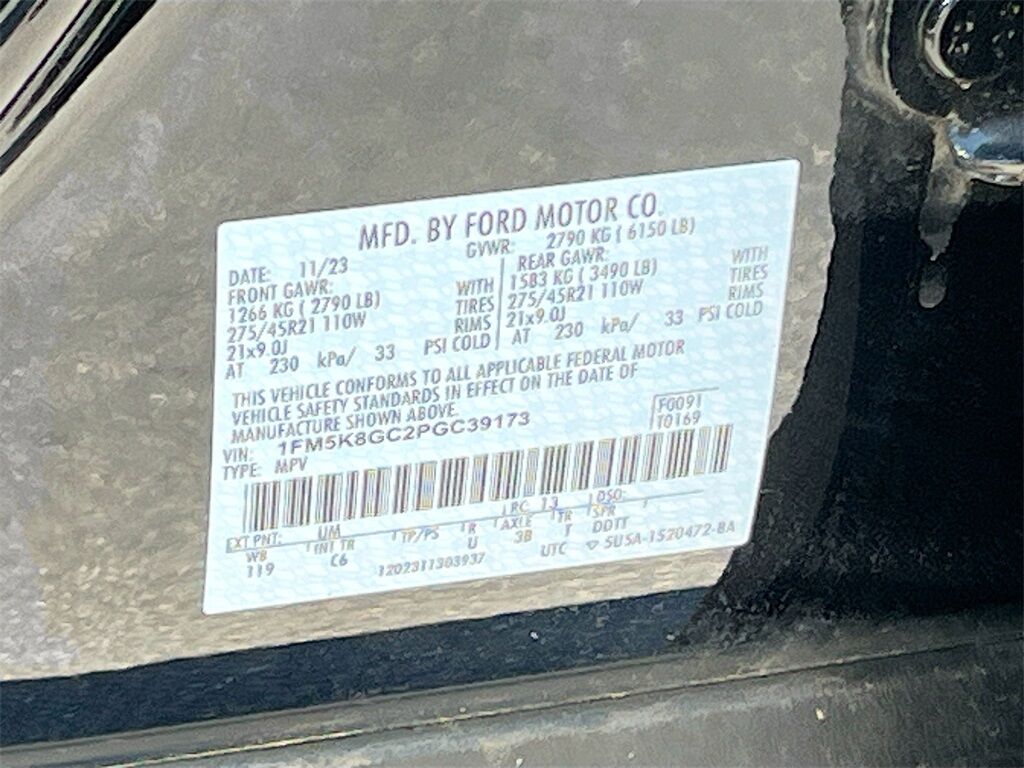 MFD. BY FORD MOTOR CO.
DATE: 11/23 GVWR: 2790 KG ( 6150 LB)
FRONT GAWR: WITH REAR GAWR: WITH
1266 KG ( 2790 LB) TIRES 1583 KG ( 3490 LB) TIRES
275/45R21 110W RIMS 275/45R21 110W RIMS
21x9.0J 21x9.0J
AT 230 kPa/ 33 PSI COLD AT 230 kPa/ 33 PSI COLD
THIS VEHICLE CONFORMS TO ALL APPLICABLE FEDERAL MOTOR
VEHICLE SAFETY STANDARDS IN EFFECT ON THE DATE OF
MANUFACTURE SHOWN ABOVE.
VIN: 1FM5K8GC2PGC39173 F0091
TYPE: MPV T0169
EXT PNT: UM RC 13 DSO
WB INT TR TP/PS R AXLE TR SPR
119 C6 U 3B T DDTT
1202311303937 UTC 5U5A-1520472-BA